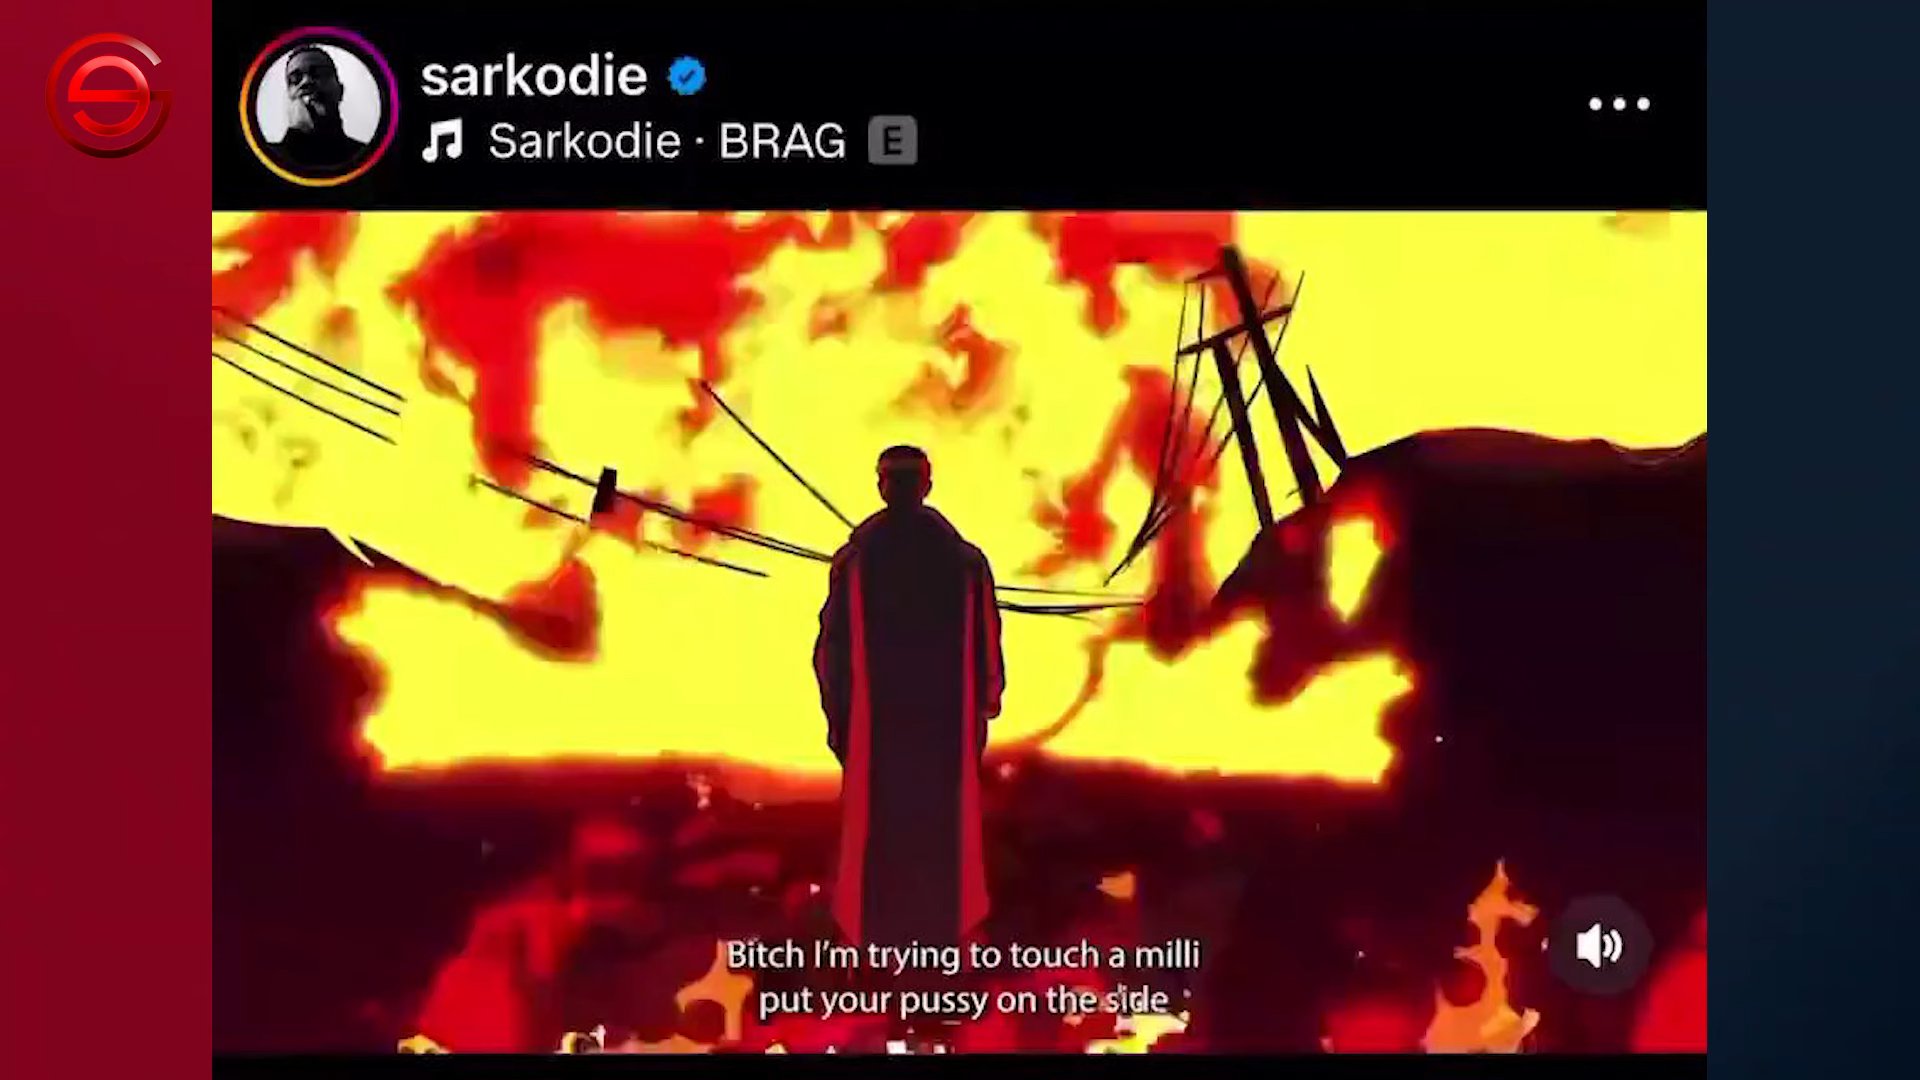 sarkodie
Sarkodie · BRAG E
Bitch I'm trying to touch a milli
put your pussy on the side